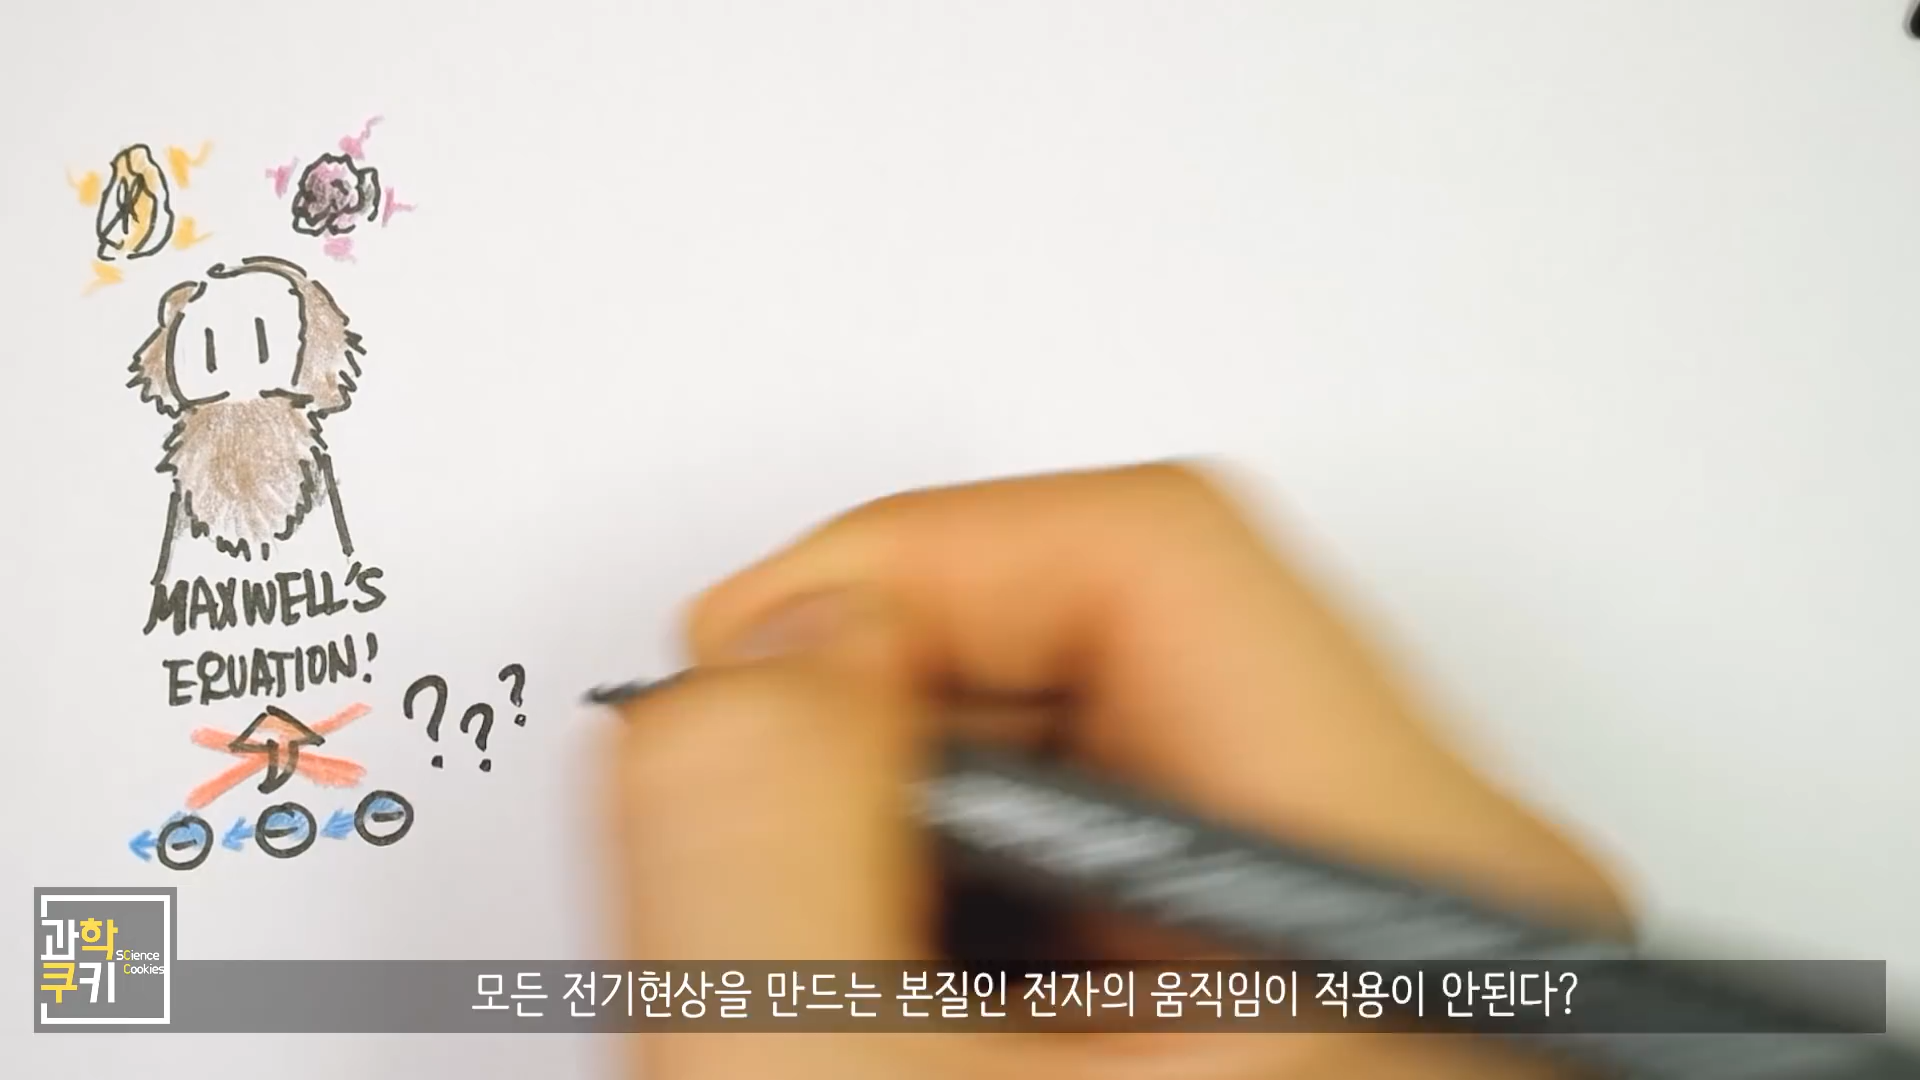 MAXWELL'S
EQUATION!
???
과학
쿠키
SCience
Cookies
모든 전기현상을 만드는 본질인 전자의 움직임이 적용이 안된다?